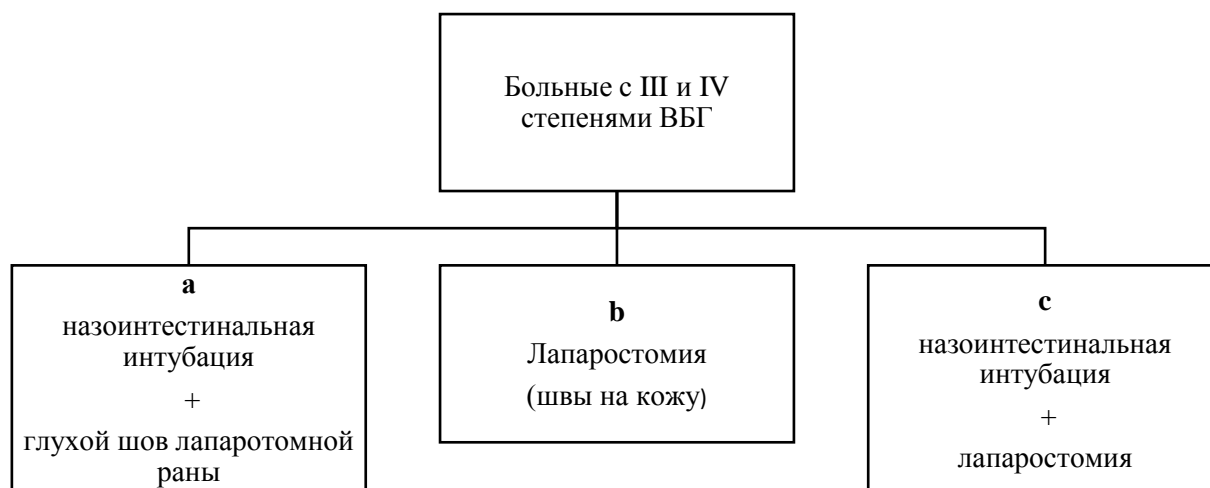 Больные с III и IV
степенями ВБГ
a
назоинтестинальная
интубация
+
глухой шов лапаротомной
раны
b
Лапаростомия
(швы на кожу)
c
назоинтестинальная
интубация
+
лапаростомия